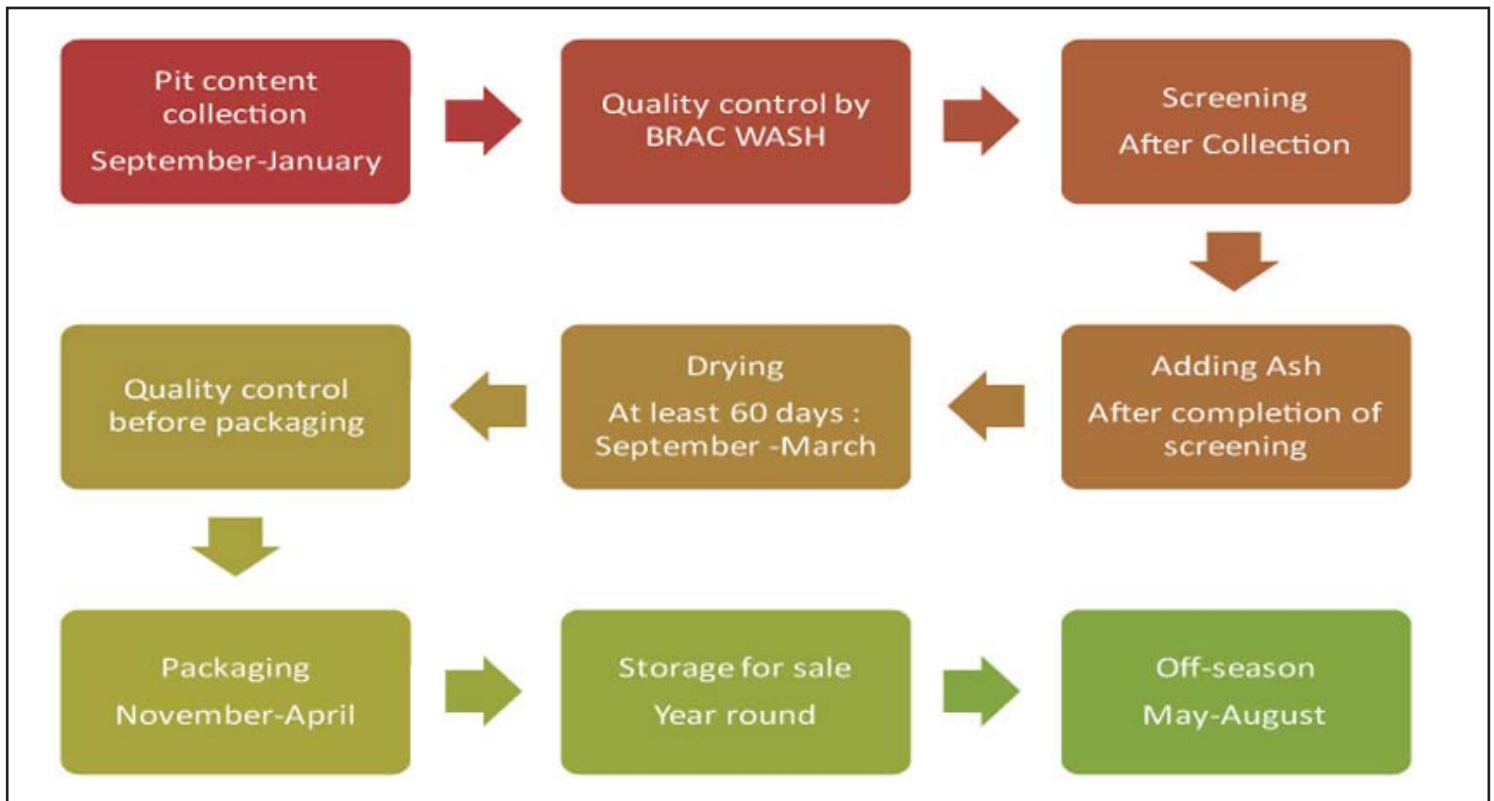 Pit content
collection
September-January
Quality control by
BRAC WASH
Screening
After Collection
Adding Ash
After completion of
screening
Drying
At least 60 days :
September -March
Quality control
before packaging
Packaging
November-April
Storage for sale
Year round
Off-season
May-August